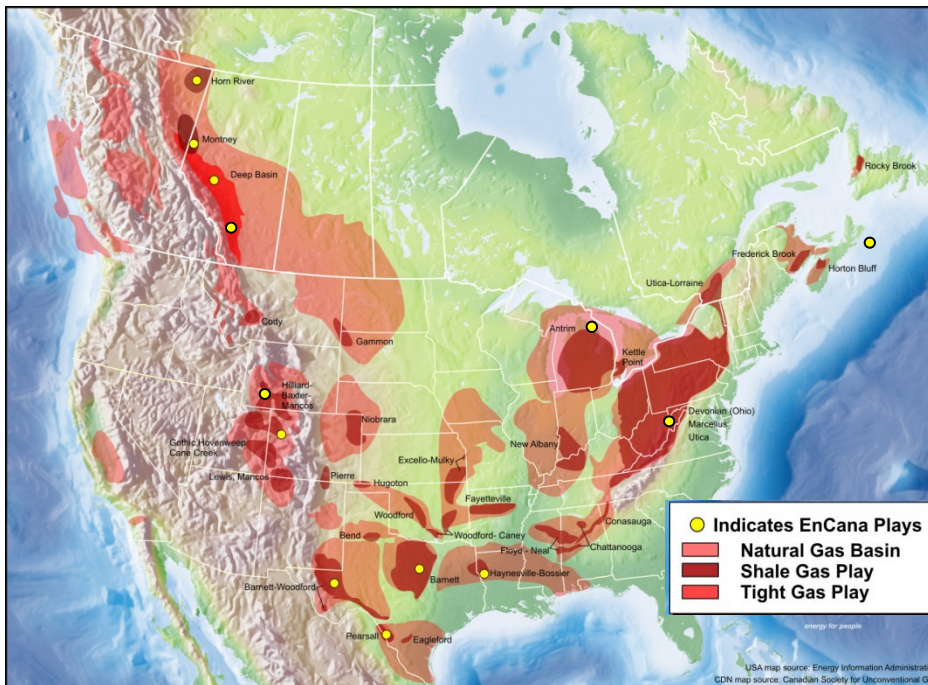 Horn River
Montney
Deep Basin
Rocky Brook
Frederick Brook
Horton Bluff
Utica-Lorraine
Cody
Gammon
Antrim
Kettle
Point
Hilliard-
Baxter-
Mancos
Niobrara
Devonian (Ohio)
Marcellus
Utica
Gothic Hovenweep
Cane Creek
New Albany
Excello-Mulky
Lewis, Mancos
Pierre
Hugoton
Fayetteville
Woodford
Woodford- Caney
Conasauga
Bend
Floyd - Neal
Chattanooga
Barnett-Woodford
Barnett
Haynesville-Bossier
Pearsall
Eagleford
Indicates EnCana Plays
Natural Gas Basin
Shale Gas Play
Tight Gas Play
energy for people
USA map source: Energy Information Administrati
CDN map source: Canadian Society for Unconventional G